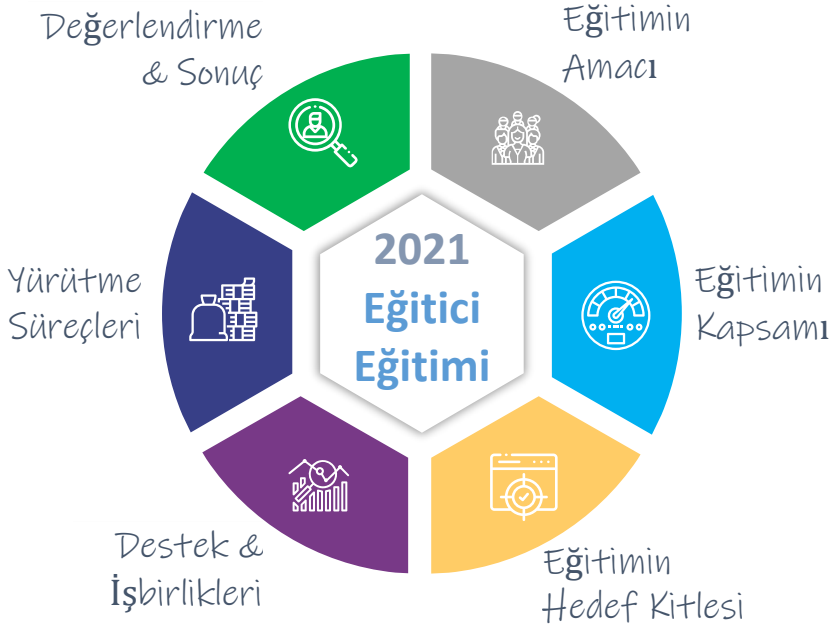 Değerlendirme
& Sonuç
Eğitimin
Amacı
2021
Eğitici
Eğitimi
Yürütme
Süreçleri
Eğitimin
Kapsamı
Destek &
İşbirlikleri
Eğitimin
Hedef Kitlesi